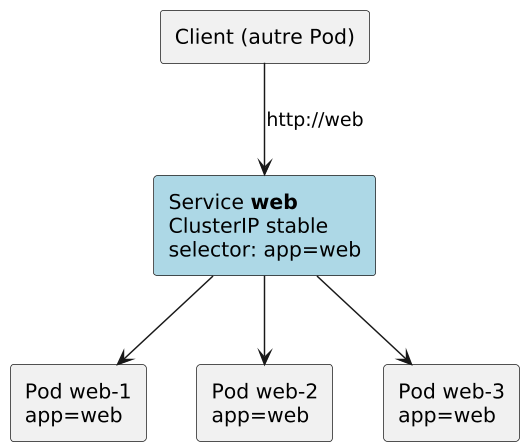 Client (autre Pod)
http://web
Service web
ClusterIP stable
selector: app=web
Pod web-1
app=web
Pod web-2
app=web
Pod web-3
app=web